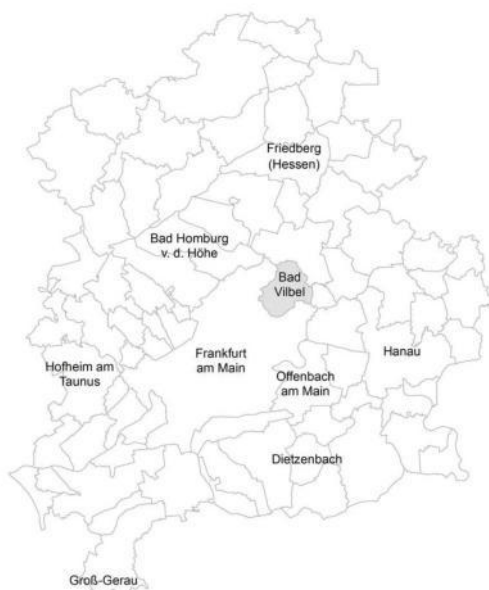 Friedberg
(Hessen)
Bad Homburg
v. d. Höhe
Bad
Vilbel
Frankfurt
am Main
Hanau
Hofheim am
Taunus
Offenbach
am Main
Dietzenbach
Groß-Gerau